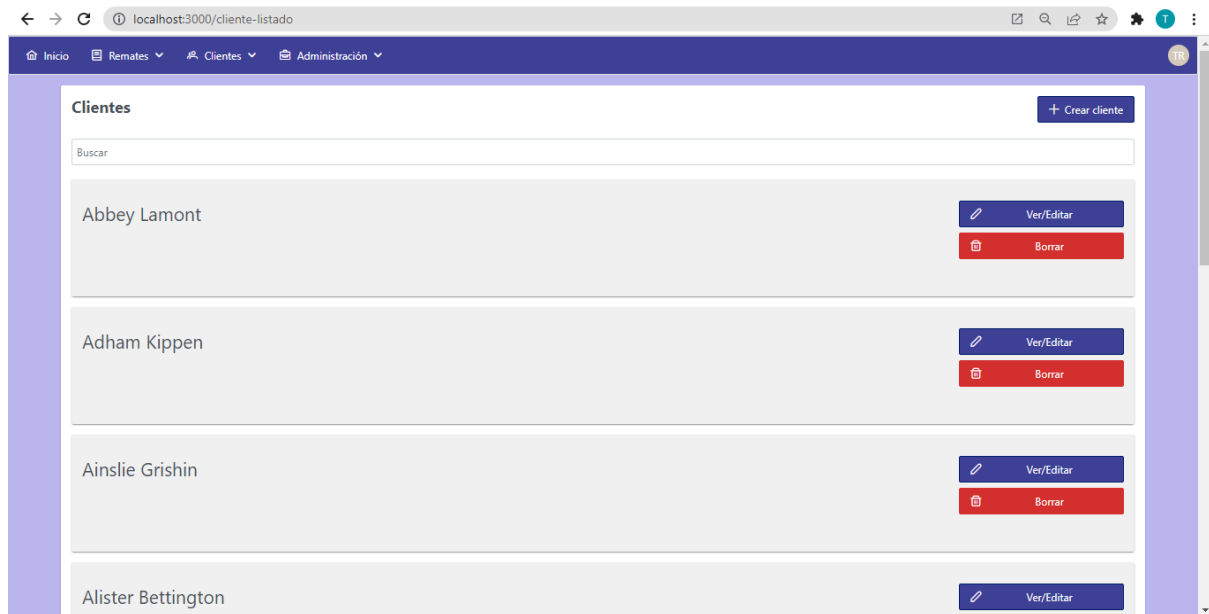 localhost:3000/cliente-listado
T
Inicio Remates Clientes Administración
TR
Clientes
Crear cliente
Buscar
Abbey Lamont
Ver/Editar
Borrar
Adham Kippen
Ver/Editar
Borrar
Ainslie Grishin
Ver/Editar
Borrar
Alister Bettington
Ver/Editar